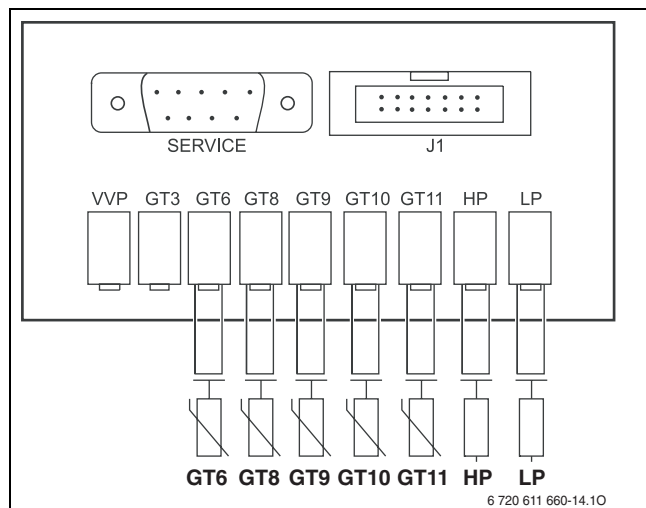 SERVICE J1
VVP GT3 GT6 GT8 GT9 GT10 GT11 HP LP
GT6 GT8 GT9 GT10 GT11 HP LP
6 720 611 660-14.1O